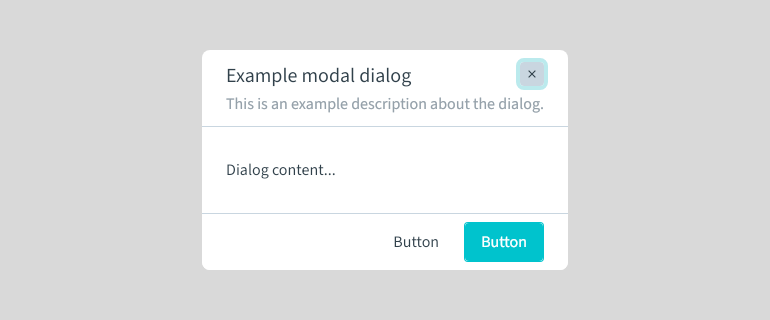 Example modal dialog
×
This is an example description about the dialog.
Dialog content...
Button
Button